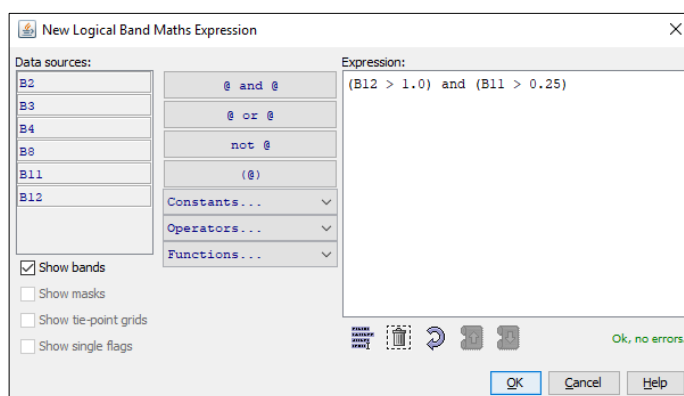 New Logical Band Maths Expression
Data sources:
B2
B3
B4
B8
B11
B12
Show bands
Show masks
Show tie-point grids
Show single flags
@ and @
@ or @
not @
(@)
Constants...
Operators...
Functions...
Expression:
(B12 > 1.0) and (B11 > 0.25)
Ok, no errors.
OK Cancel Help